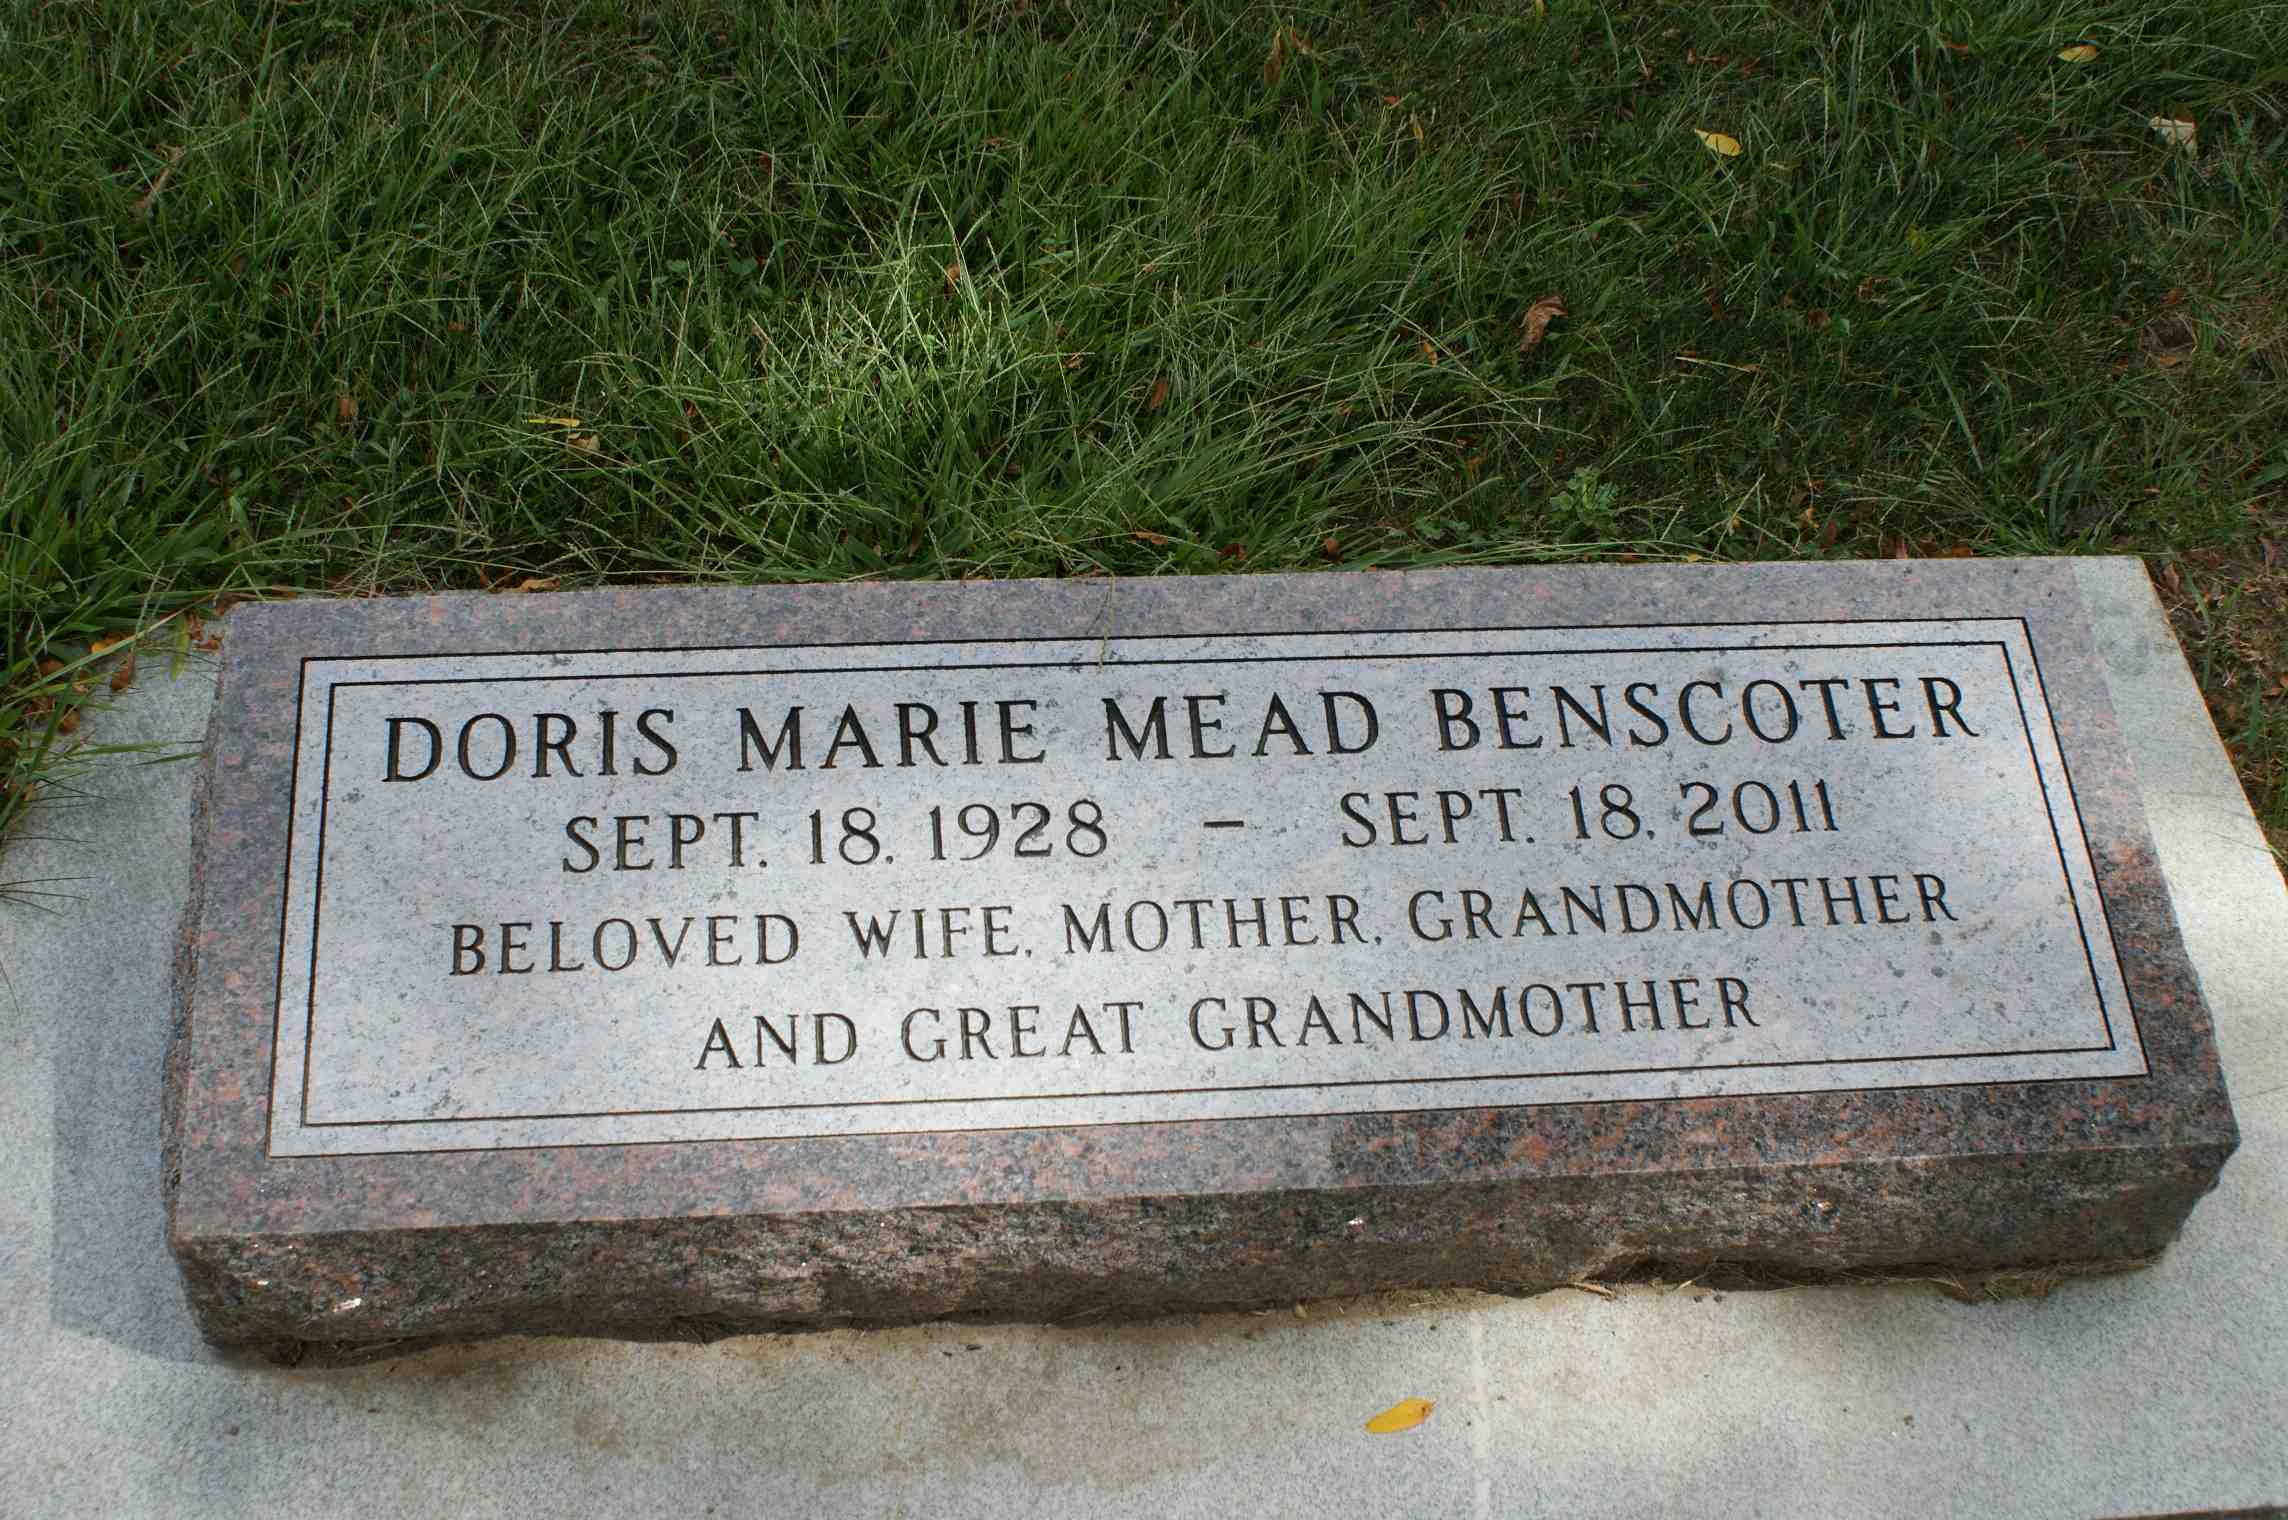 DORIS MARIE MEAD BENSCOTER
SEPT. 18, 1928 - SEPT. 18, 2011
BELOVED WIFE, MOTHER, GRANDMOTHER
AND GREAT GRANDMOTHER